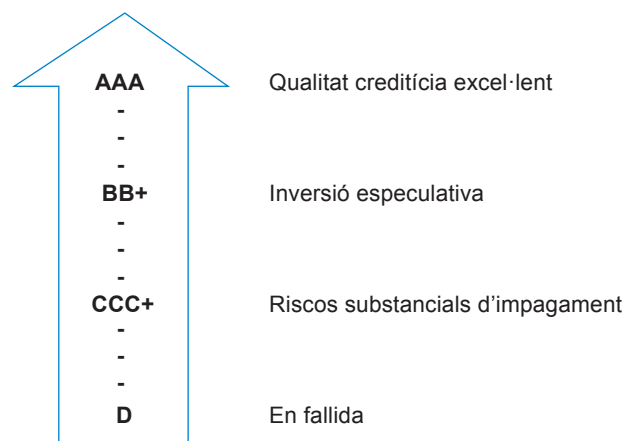 AAA Qualitat creditícia excel·lent
-
-
-
BB+ Inversió especulativa
-
-
-
CCC+ Riscos substancials d’impagament
-
-
-
D En fallida